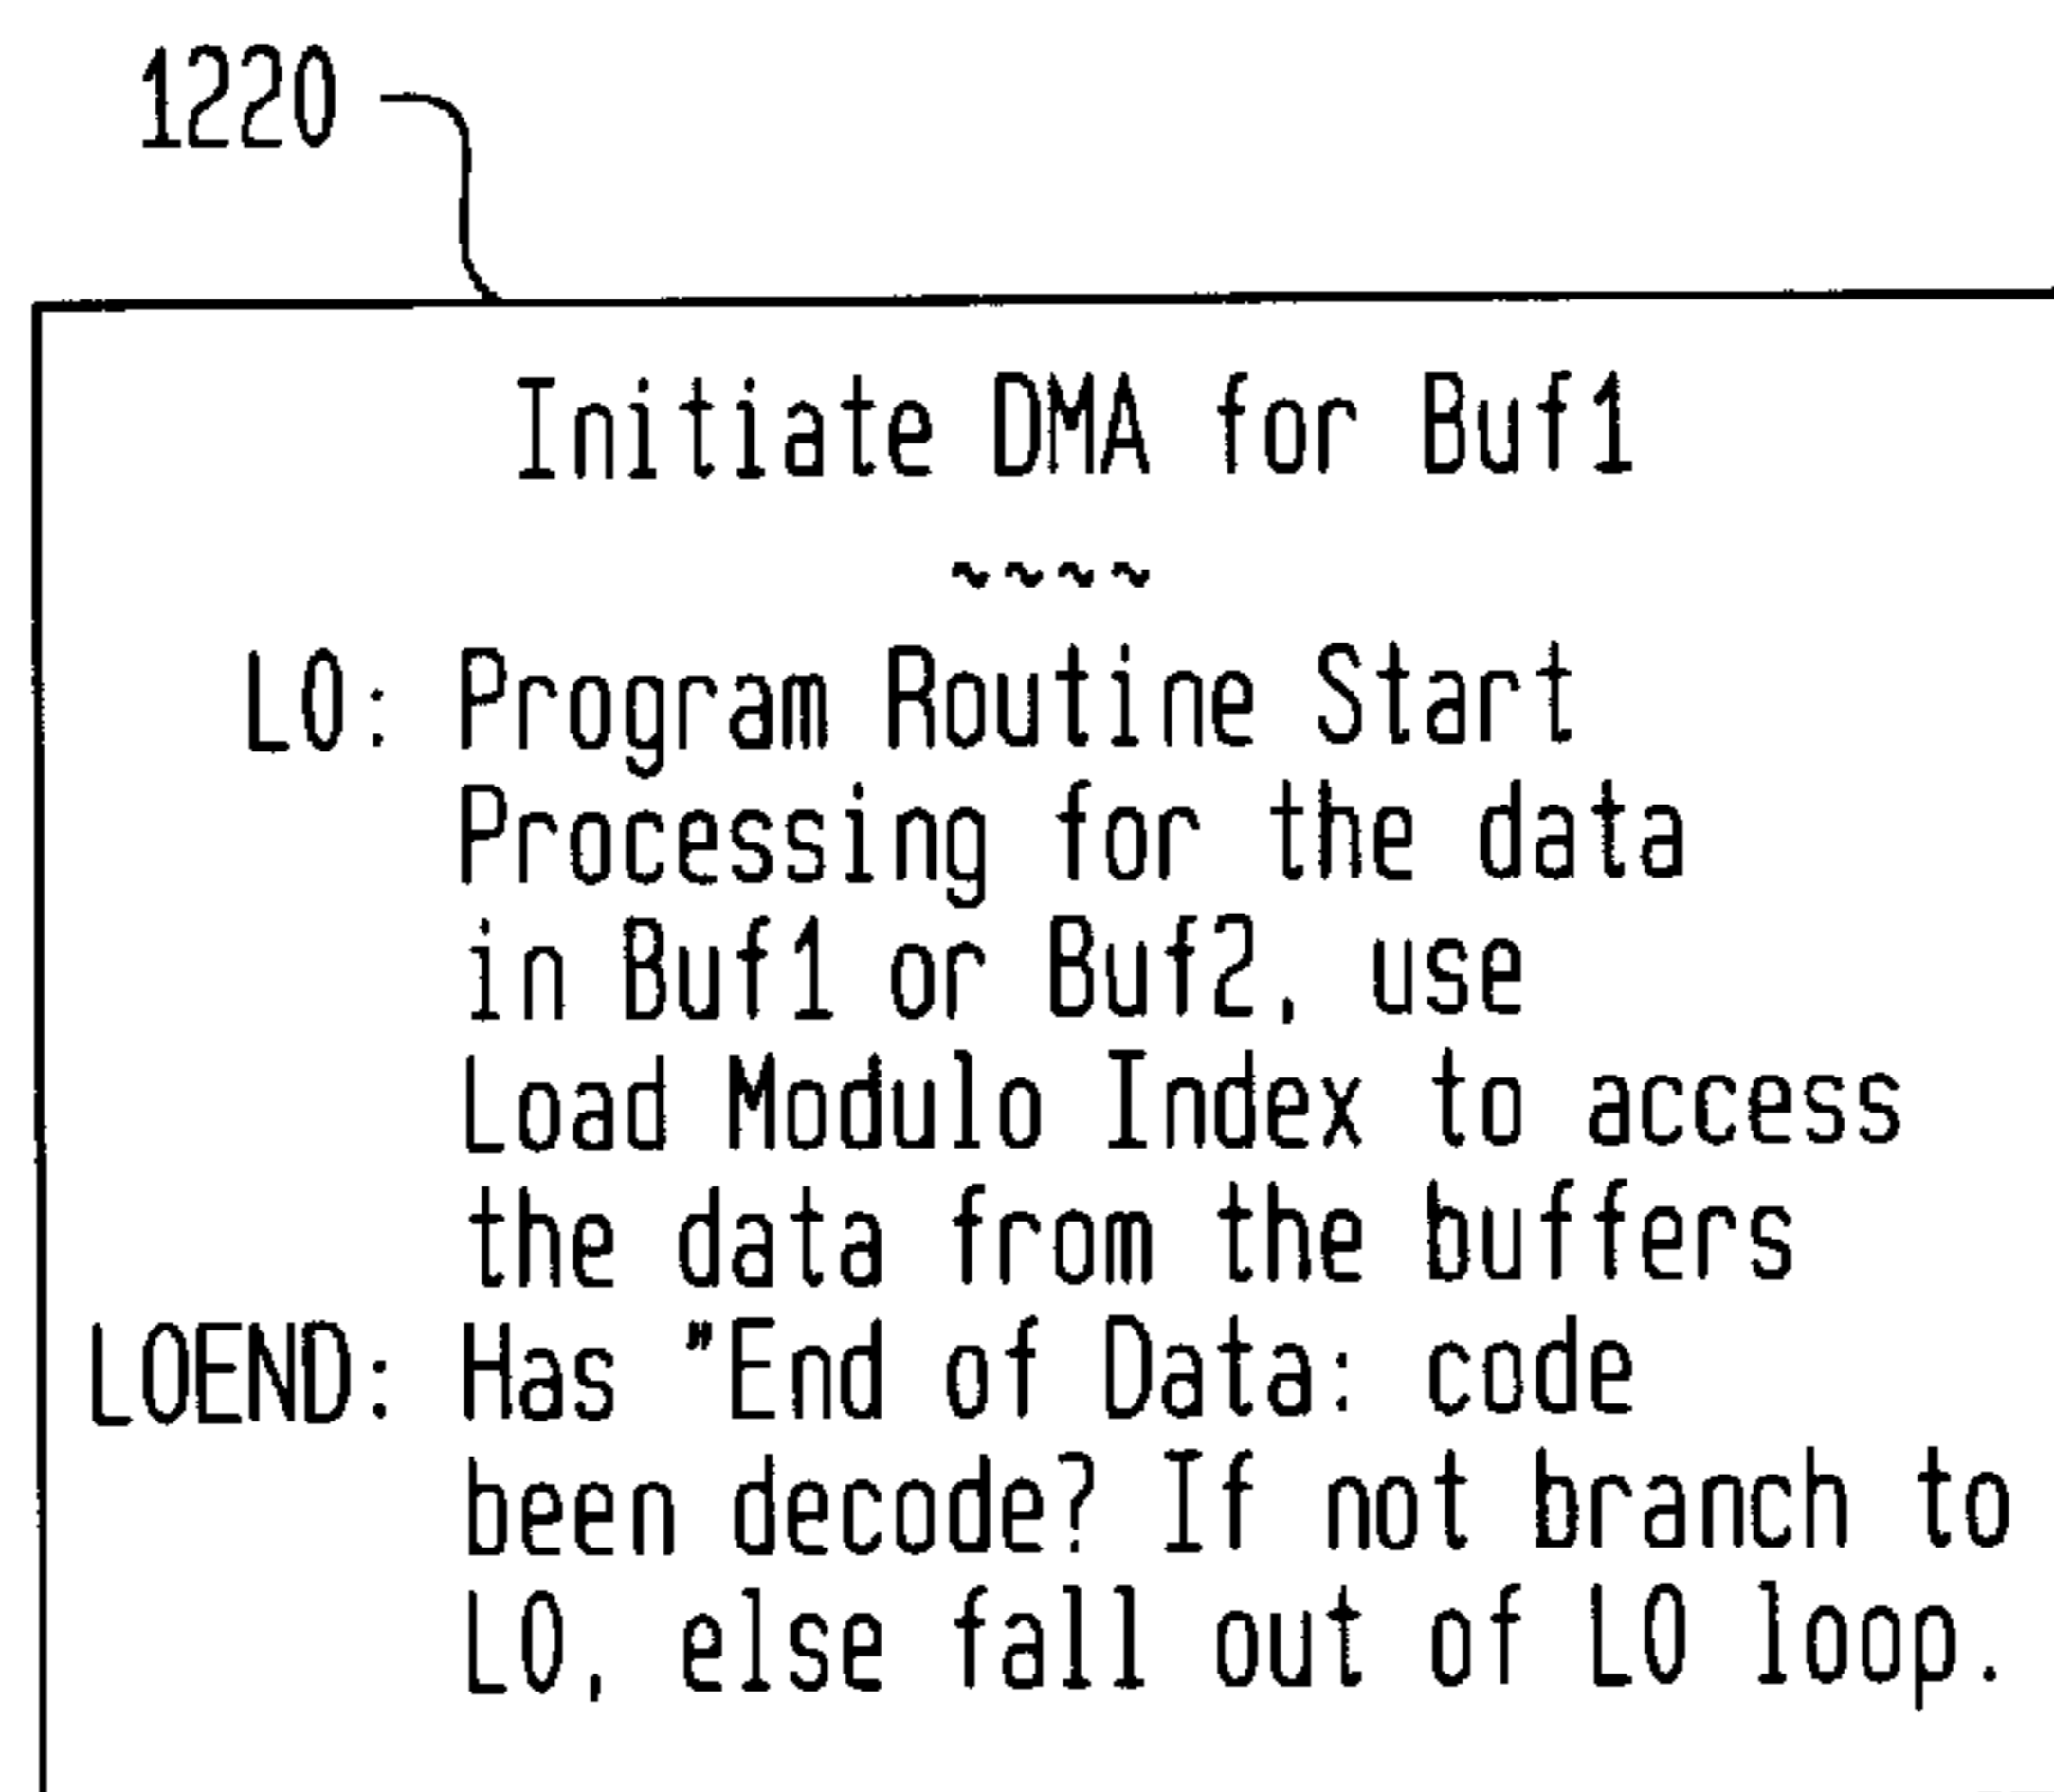 1220
Initiate DMA for Buf1
~~~~
L0: Program Routine Start
Processing for the data
in Buf1 or Buf2, use
Load Modulo Index to access
the data from the buffers
LOEND: Has "End of Data: code
been decode? If not branch to
L0, else fall out of L0 loop.